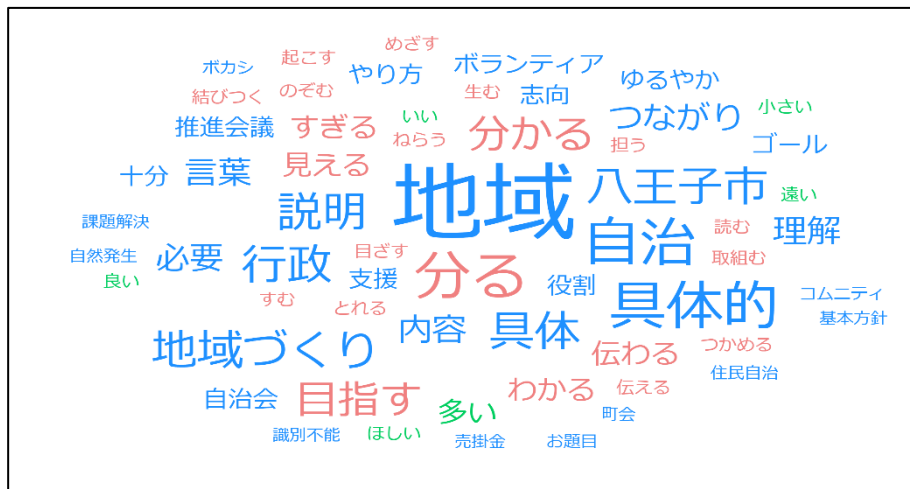 めざす
起こす
ボカシ
やり方
ボランティア
ゆるやか
結びつく
のぞむ
生む
志向
いい
つながり
小さい
推進会議
すぎる
ねらう
分かる
担う
ゴール
十分
言葉
見える
地域
八王子市
遠い
課題解決
説明
自治
読む
理解
自然発生
必要
行政
目ざす
分る
取組む
良い
支援
役割
具体的
コムニティ
すむ
とれる
内容
具体
基本方針
地域づくり
伝わる
つかめる
住民自治
自治会
目指す
多い
わかる
伝える
町会
識別不能
ほしい
売掛金
お題目